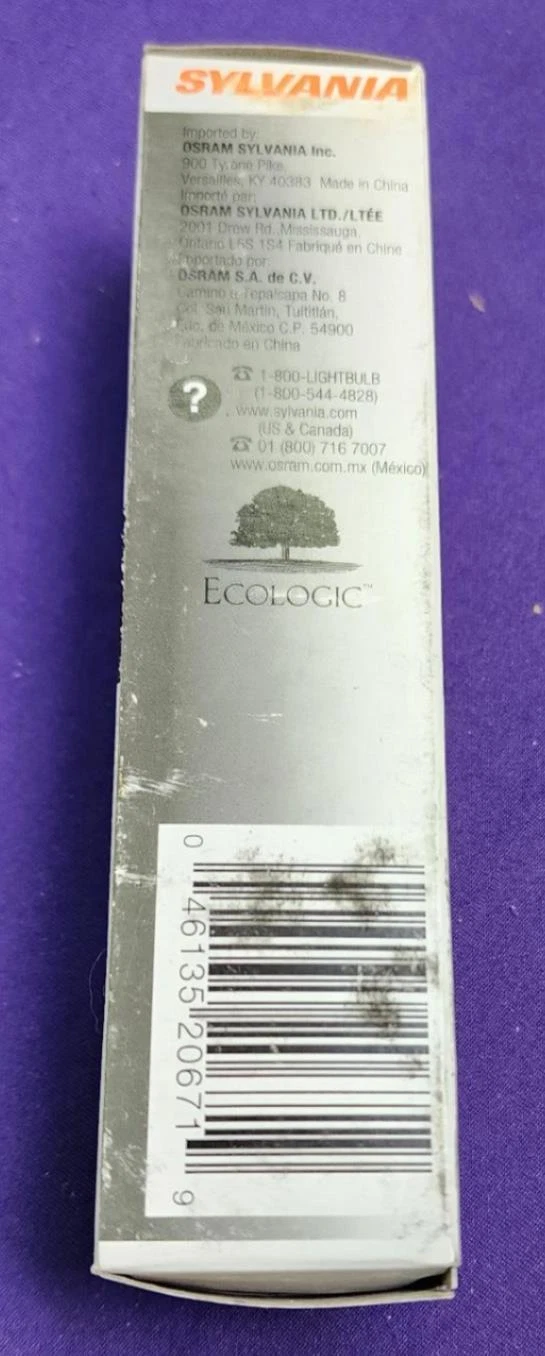 SYLVANIA
Imported by:
OSRAM SYLVANIA Inc.
900 Tyrone Pike,
Versailles, KY 40383 Made in China
Importé par:
OSRAM SYLVANIA LTD./LTÉE
2001 Drew Rd. Mississauga,
Ontario L5S 1S4 Fabriqué en Chine
Importado por:
OSRAM S.A. de C.V.
Camino a Tepalcapa No. 8
Col. San Martin, Tultitlán,
Edo. de México C.P. 54900
Fabricado en China
?
1-800-LIGHTBULB
(1-800-544-4828)
www.sylvania.com
(US & Canada)
01 (800) 716 7007
www.osram.com.mx (México)
ECOLOGIC™
0 46135 20671 9